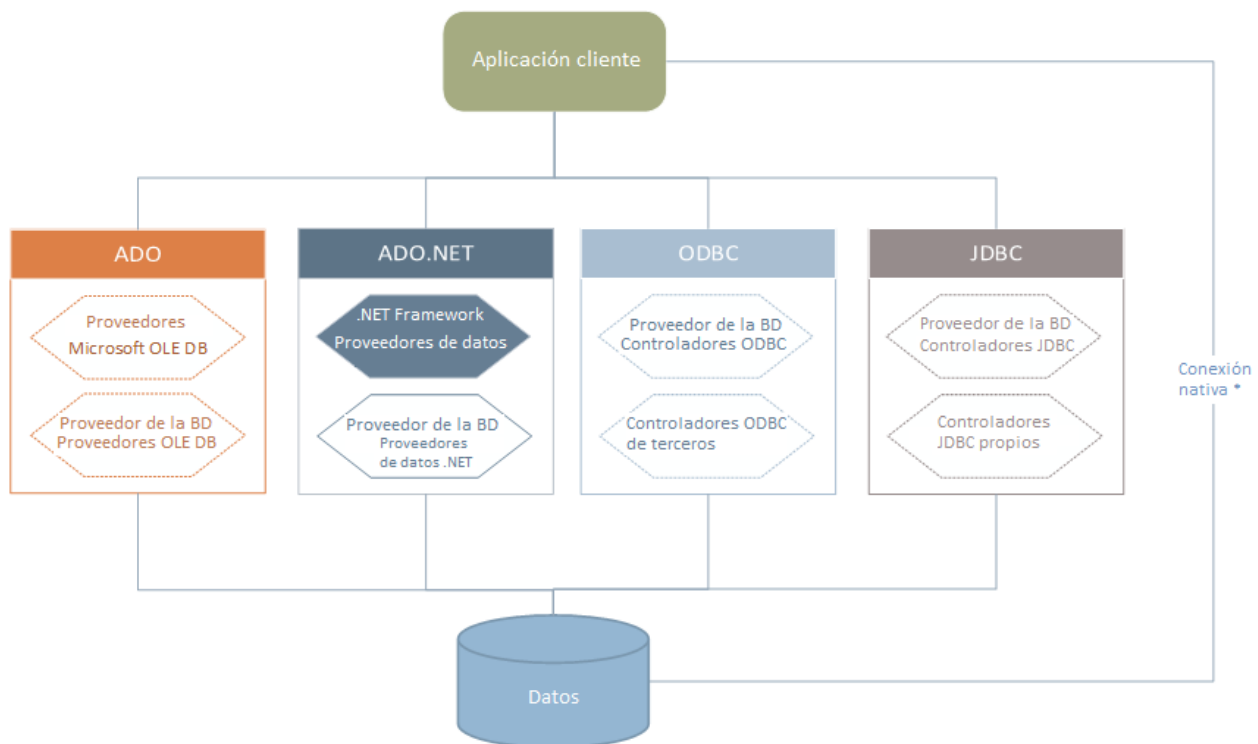 Aplicación cliente
ADO
Proveedores
Microsoft OLE DB
Proveedor de la BD
Proveedores OLE DB
ADO.NET
.NET Framework
Proveedores de datos
Proveedor de la BD
Proveedores
de datos .NET
ODBC
Proveedor de la BD
Controladores ODBC
Controladores ODBC
de terceros
JDBC
Proveedor de la BD
Controladores JDBC
Controladores
JDBC propios
Conexión
nativa *
Datos